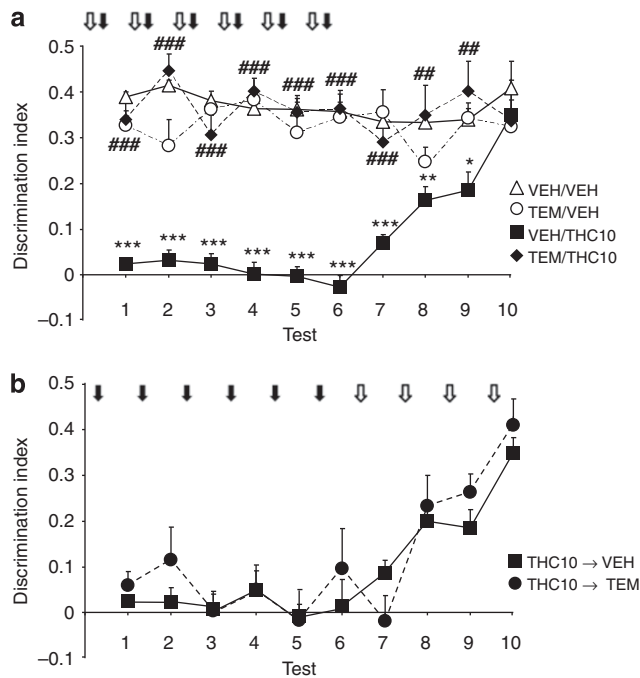 a
Discrimination index
0.5
0.4
0.3
0.2
0.1
0
–0.1
###
###
###
###
###
###
###
##
##
***
***
***
***
***
***
***
**
*
1 2 3 4 5 6 7 8 9 10
Test
VEH/VEH
TEM/VEH
VEH/THC10
TEM/THC10
b
Discrimination index
0.5
0.4
0.3
0.2
0.1
0
–0.1
1 2 3 4 5 6 7 8 9 10
Test
THC10 → VEH
THC10 → TEM